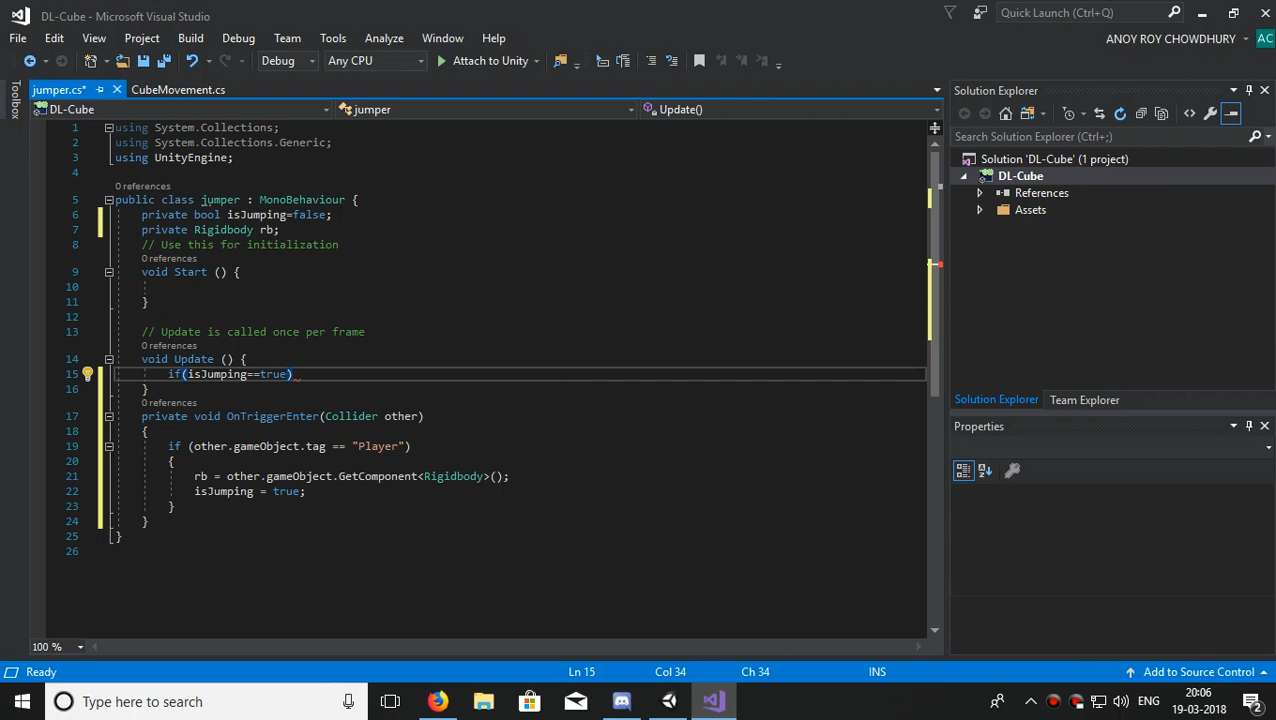 DL-Cube - Microsoft Visual Studio
Quick Launch (Ctrl+Q)
File Edit View Project Build Debug Team Tools Analyze Window Help
ANOY ROY CHOWDHURY AC
Debug Any CPU Attach to Unity
Toolbox
jumper.cs* CubeMovement.cs
DL-Cube jumper Update()
1 using System.Collections;
2 using System.Collections.Generic;
3 using UnityEngine;
4
0 references
5 public class jumper : MonoBehaviour {
6 private bool isJumping=false;
7 private Rigidbody rb;
8 // Use this for initialization
0 references
9 void Start () {
10
11 }
12
13 // Update is called once per frame
0 references
14 void Update () {
15 if(isJumping==true)
16 }
0 references
17 private void OnTriggerEnter(Collider other)
18 {
19 if (other.gameObject.tag == "Player")
20 {
21 rb = other.gameObject.GetComponent<Rigidbody>();
22 isJumping = true;
23 }
24 }
25 }
26
100 %
Solution Explorer
Search Solution Explorer (Ctrl+;)
Solution 'DL-Cube' (1 project)
DL-Cube
References
Assets
Solution Explorer Team Explorer
Properties
Ready Ln 15 Col 34 Ch 34 INS Add to Source Control
Type here to search
ENG
20:06
19-03-2018
2